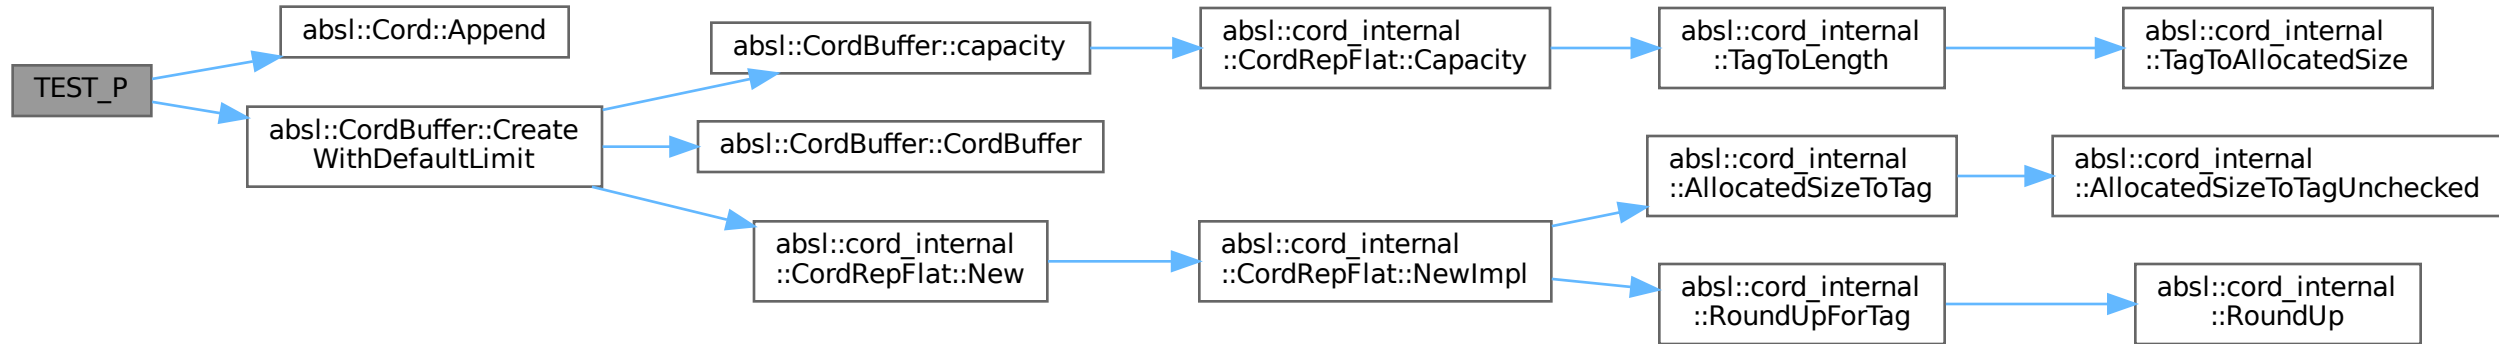 TEST_P
absl::Cord::Append
absl::CordBuffer::Create
WithDefaultLimit
absl::CordBuffer::capacity
absl::CordBuffer::CordBuffer
absl::cord_internal
::CordRepFlat::New
absl::cord_internal
::CordRepFlat::Capacity
absl::cord_internal
::CordRepFlat::NewImpl
absl::cord_internal
::TagToLength
absl::cord_internal
::AllocatedSizeToTag
absl::cord_internal
::RoundUpForTag
absl::cord_internal
::TagToAllocatedSize
absl::cord_internal
::AllocatedSizeToTagUnchecked
absl::cord_internal
::RoundUp